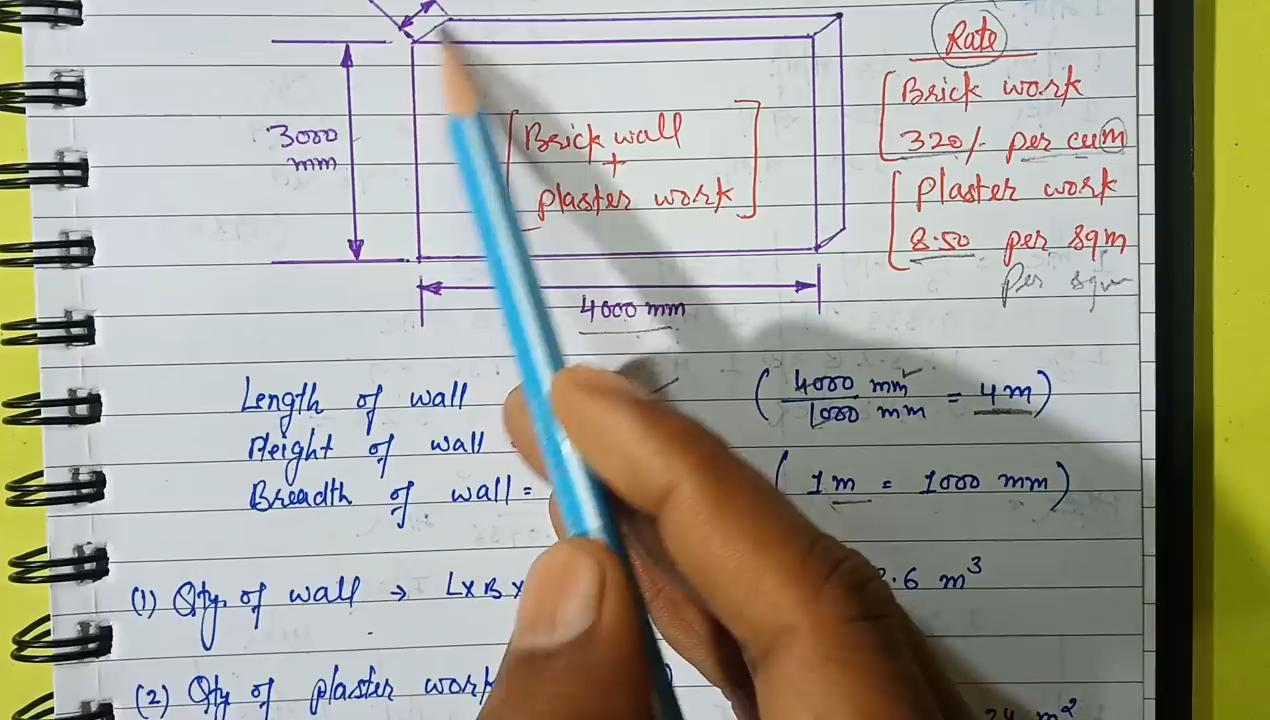 Rate
Brick work
320/- per cum
Plaster work
8.50 per sqm
per sqm
3000
mm
Brick wall
+
plaster work
4000 mm
Length of wall
(4000 mm / 1000 mm = 4m)
Height of wall
Breadth of wall =
(1m = 1000 mm)
(1) Qty. of wall → L×B×
.6 m³
(2) Qty of plaster work
24 m²